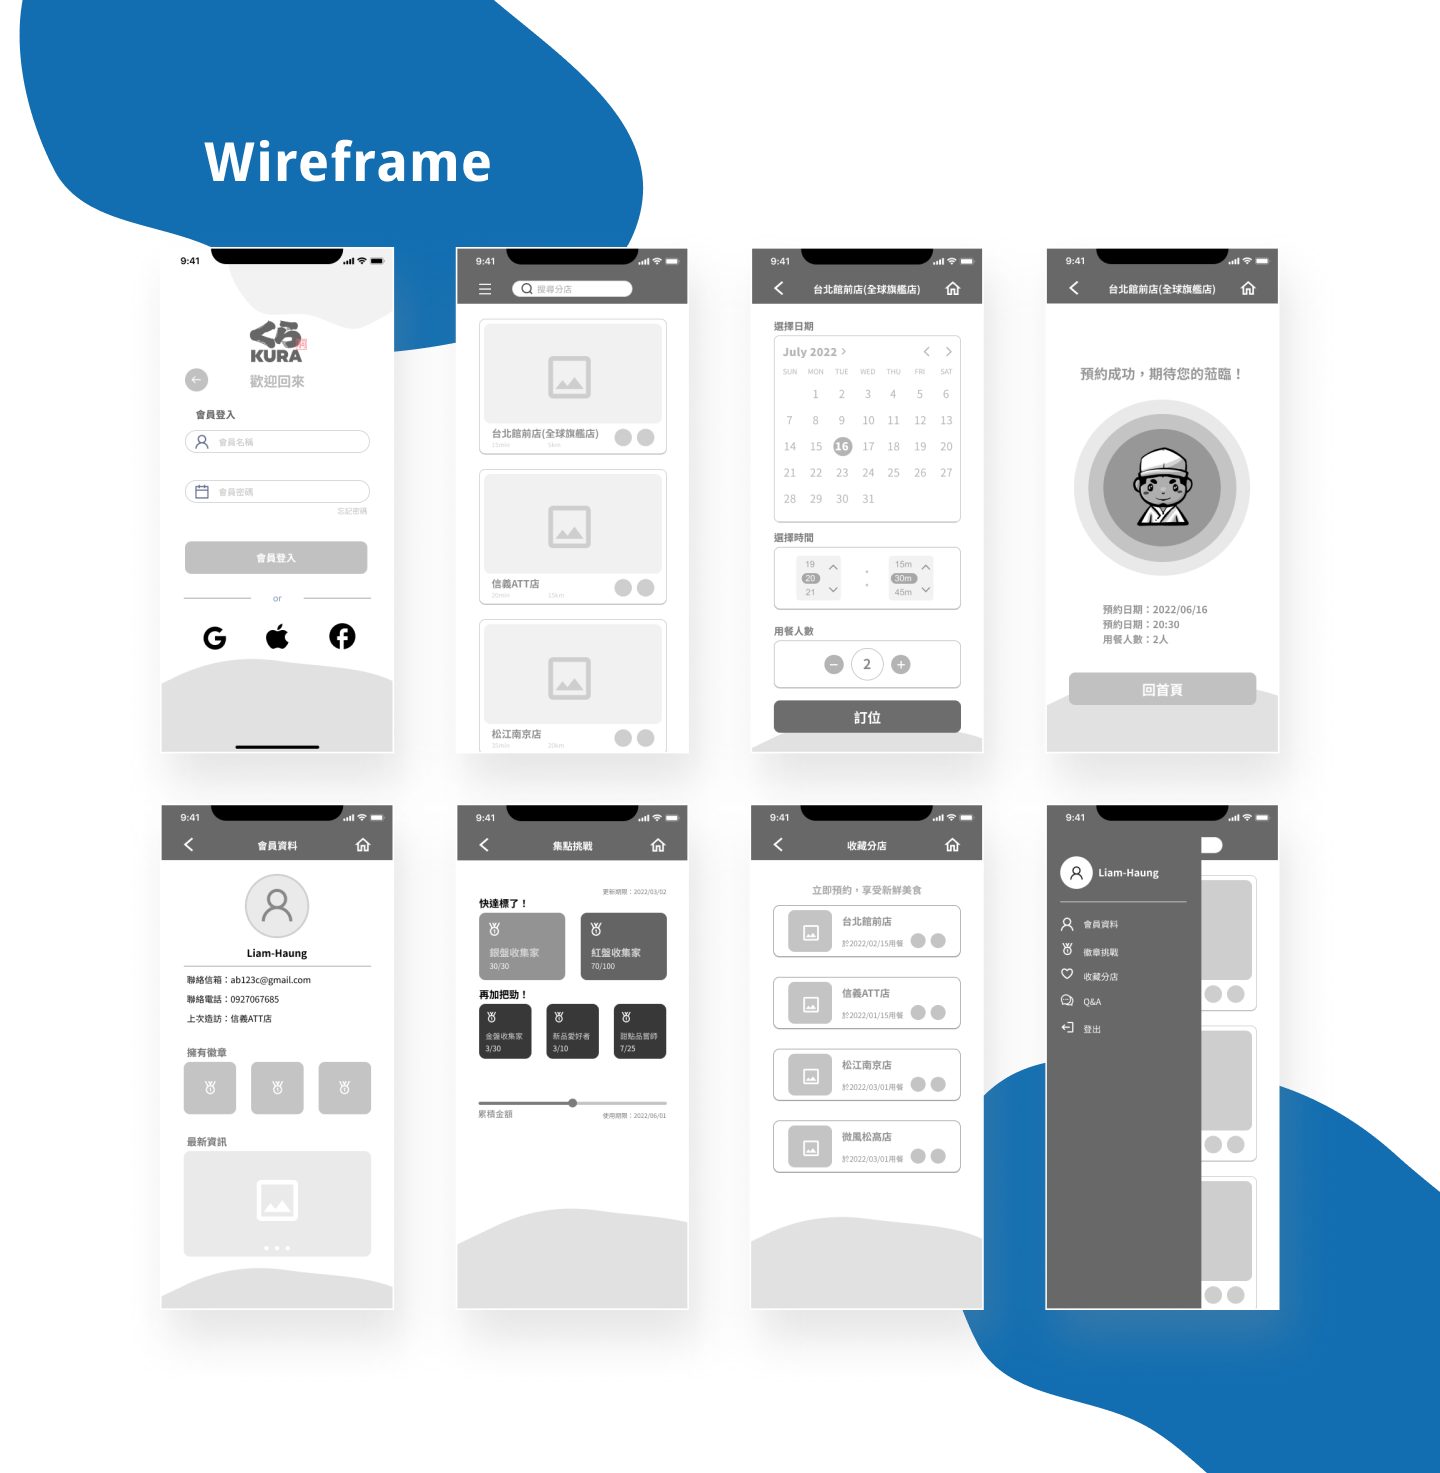 Wireframe
9:41
くら
KURA
歡迎回來
會員登入
會員名稱
會員密碼
忘記密碼
會員登入
or
9:41
搜尋分店
台北館前店(全球旗艦店)
15min 5km
信義ATT店
20min 15km
松江南京店
35min 20km
9:41
台北館前店(全球旗艦店)
選擇日期
July 2022 >
SUN MON TUE WED THU FRI SAT
1 2 3 4 5 6
7 8 9 10 11 12 13
14 15 16 17 18 19 20
21 22 23 24 25 26 27
28 29 30 31
選擇時間
19 15m
20 : 30m
21 45m
用餐人數
2
訂位
9:41
台北館前店(全球旗艦店)
預約成功，期待您的蒞臨！
預約日期：2022/06/16
預約日期：20:30
用餐人數：2人
回首頁
9:41
會員資料
Liam-Haung
聯絡信箱：ab123c@gmail.com
聯絡電話：0927067685
上次造訪：信義ATT店
擁有徽章
最新資訊
9:41
集點挑戰
更新期限：2022/03/02
快達標了！
銀盤收集家 紅盤收集家
30/30 70/100
再加把勁！
金盤收集家 新品愛好者 甜點品嘗師
3/30 3/10 7/25
累積金額 使用期限：2022/06/01
9:41
收藏分店
立即預約，享受新鮮美食
台北館前店
於2022/02/15用餐
信義ATT店
於2022/01/15用餐
松江南京店
於2022/03/01用餐
微風松高店
於2022/03/01用餐
9:41
Liam-Haung
會員資料
徽章挑戰
收藏分店
Q&A
登出